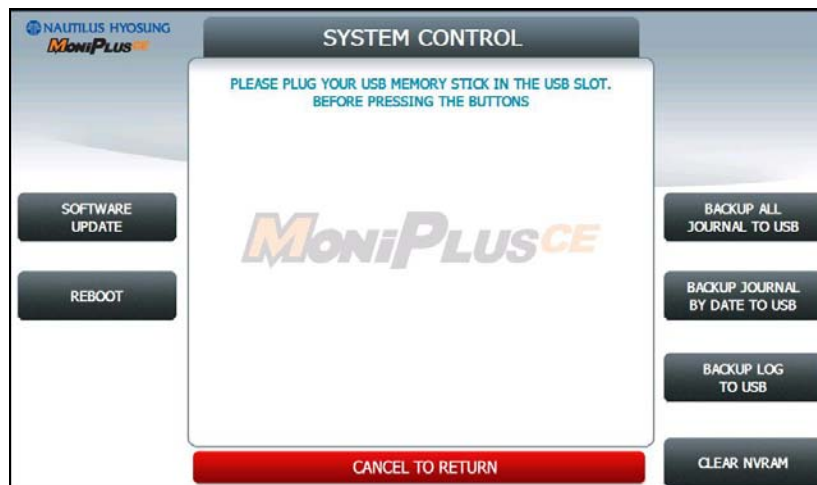 NAUTILUS HYOSUNG
MONIPLUS CE
SYSTEM CONTROL
PLEASE PLUG YOUR USB MEMORY STICK IN THE USB SLOT.
BEFORE PRESSING THE BUTTONS
SOFTWARE
UPDATE
REBOOT
MONIPLUSCE
BACKUP ALL
JOURNAL TO USB
BACKUP JOURNAL
BY DATE TO USB
BACKUP LOG
TO USB
CLEAR NVRAM
CANCEL TO RETURN